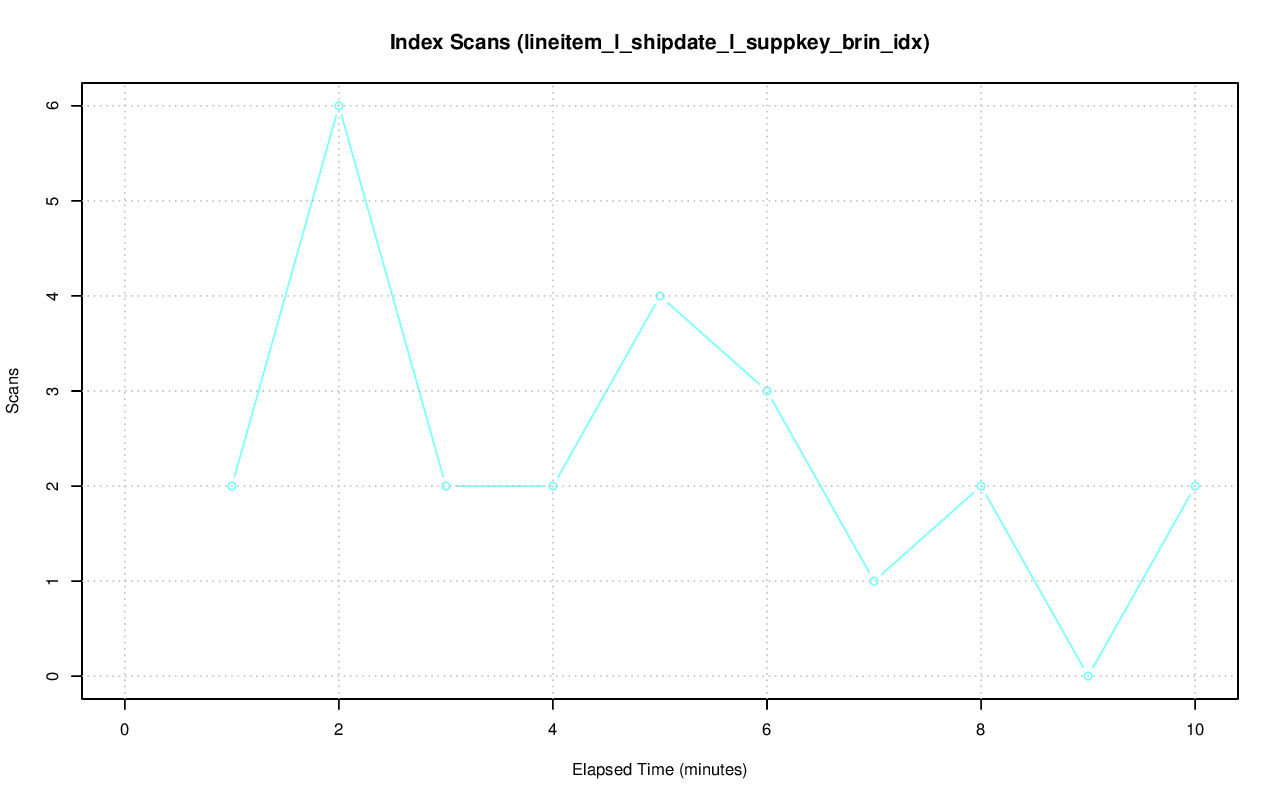 Index Scans (lineitem_l_shipdate_l_suppkey_brin_idx)
6
5
4
3
2
1
0
Scans
0 2 4 6 8 10
Elapsed Time (minutes)